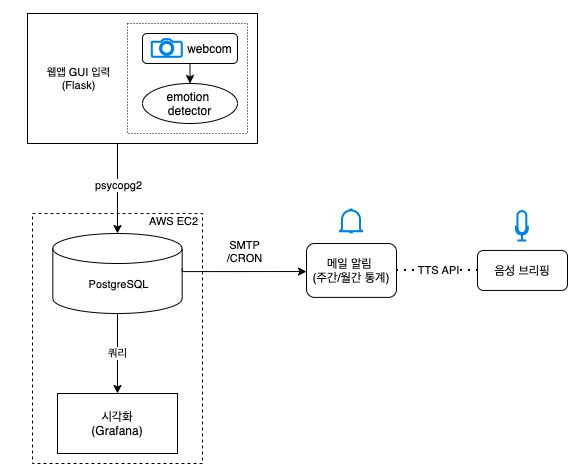 webcom
웹앱 GUI 입력
(Flask)
emotion
detector
psycopg2
AWS EC2
SMTP
/CRON
메일 알림
(주간/월간 통계)
TTS API
음성 브리핑
PostgreSQL
쿼리
시각화
(Grafana)